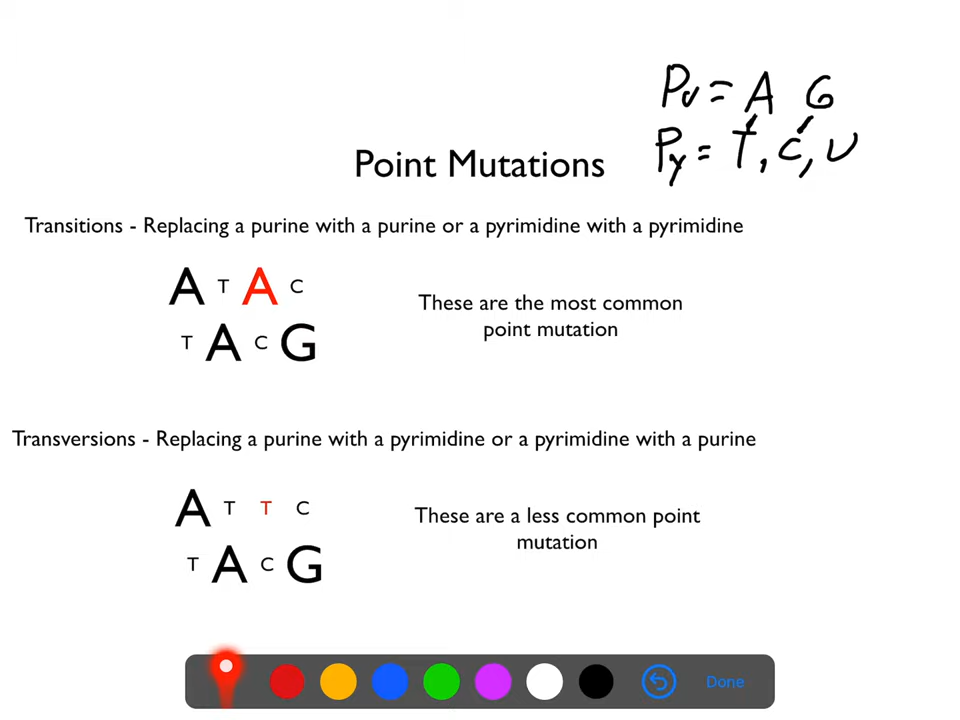 Pu = A G
Py = T, C, U
Point Mutations
Transitions - Replacing a purine with a purine or a pyrimidine with a pyrimidine
A T A C
T A C G
These are the most common
point mutation
Transversions - Replacing a purine with a pyrimidine or a pyrimidine with a purine
A T T C
T A C G
These are a less common point
mutation
Done